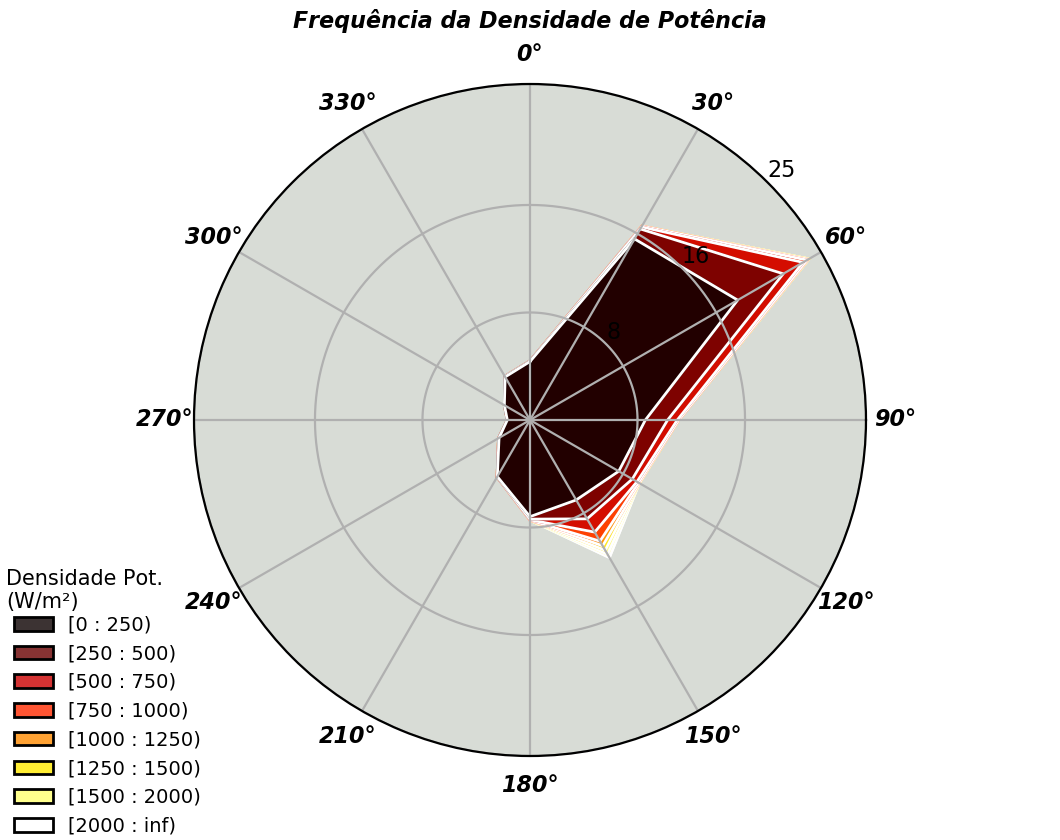 Frequência da Densidade de Potência
0°
330°
30°
25
300°
60°
16
8
270°
90°
240°
120°
210°
150°
180°
Densidade Pot.
(W/m²)
[0 : 250)
[250 : 500)
[500 : 750)
[750 : 1000)
[1000 : 1250)
[1250 : 1500)
[1500 : 2000)
[2000 : inf)